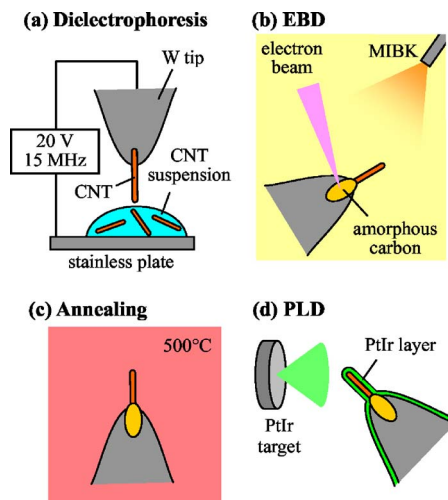 (a) Dielectrophoresis
W tip
20 V
15 MHz
CNT
CNT
suspension
stainless plate
(b) EBD
electron
beam
MIBK
amorphous
carbon
(c) Annealing
500°C
(d) PLD
PtIr layer
PtIr
target